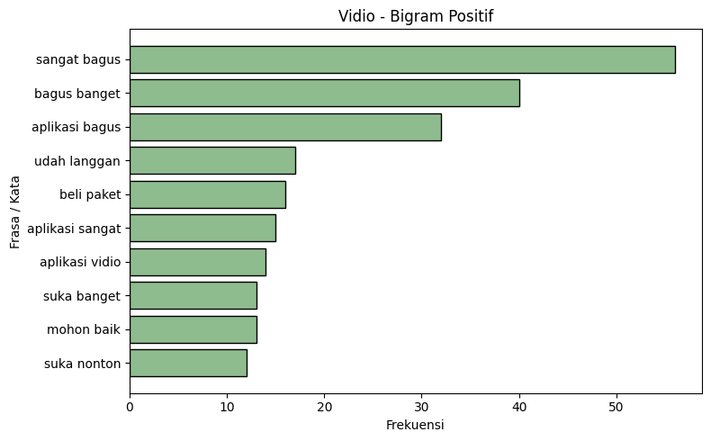 Vidio - Bigram Positif
sangat bagus
bagus banget
aplikasi bagus
udah langgan
beli paket
aplikasi sangat
aplikasi vidio
suka banget
mohon baik
suka nonton
Frasa / Kata
0 10 20 30 40 50
Frekuensi